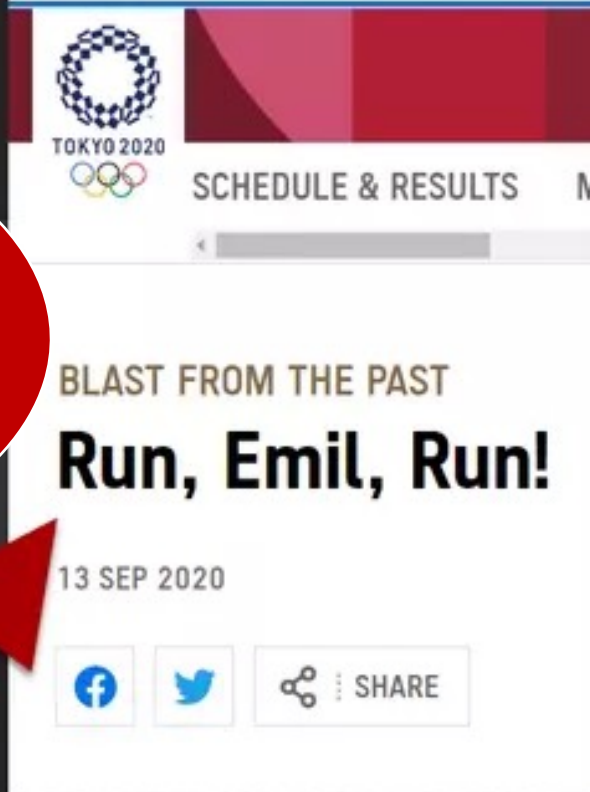 TOKYO 2020
SCHEDULE & RESULTS
BLAST FROM THE PAST
Run, Emil, Run!
13 SEP 2020
SHARE